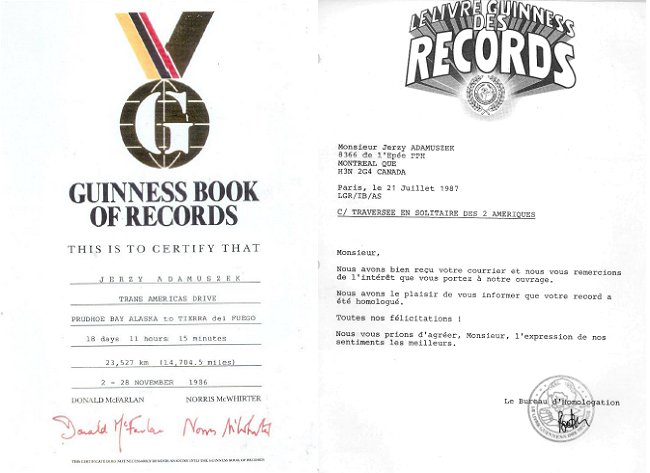 G
GUINNESS BOOK
OF RECORDS
THIS IS TO CERTIFY THAT
JERZY ADAMUSZEK
TRANS AMERICAS DRIVE
PRUDHOE BAY ALASKA to TIERRA del FUEGO
18 days 11 hours 15 minutes
23,527 km (14,704.5 miles)
2 - 28 NOVEMBER 1986
DONALD McFARLAN NORRIS McWHIRTER
Donald McFarlan Norris McWhirter
LE LIVRE GUINNESS
DES
RECORDS
Monsieur Jerzy ADAMUSZEK
8366 de l'Epée PPH
MONTREAL QUE
H3N 2G4 CANADA
Paris, le 21 Juillet 1987
LGR/IB/AS
C/ TRAVERSEE EN SOLITAIRE DES 2 AMERIQUES
Monsieur,
Nous avons bien reçu votre courrier et nous vous remercions
de l'intérêt que vous portez à notre ouvrage.
Nous avons le plaisir de vous informer que votre record a
été homologué.
Toutes nos félicitations !
Nous vous prions d'agréer, Monsieur, l'expression de nos
sentiments les meilleurs.
Le Bureau d'Homologation